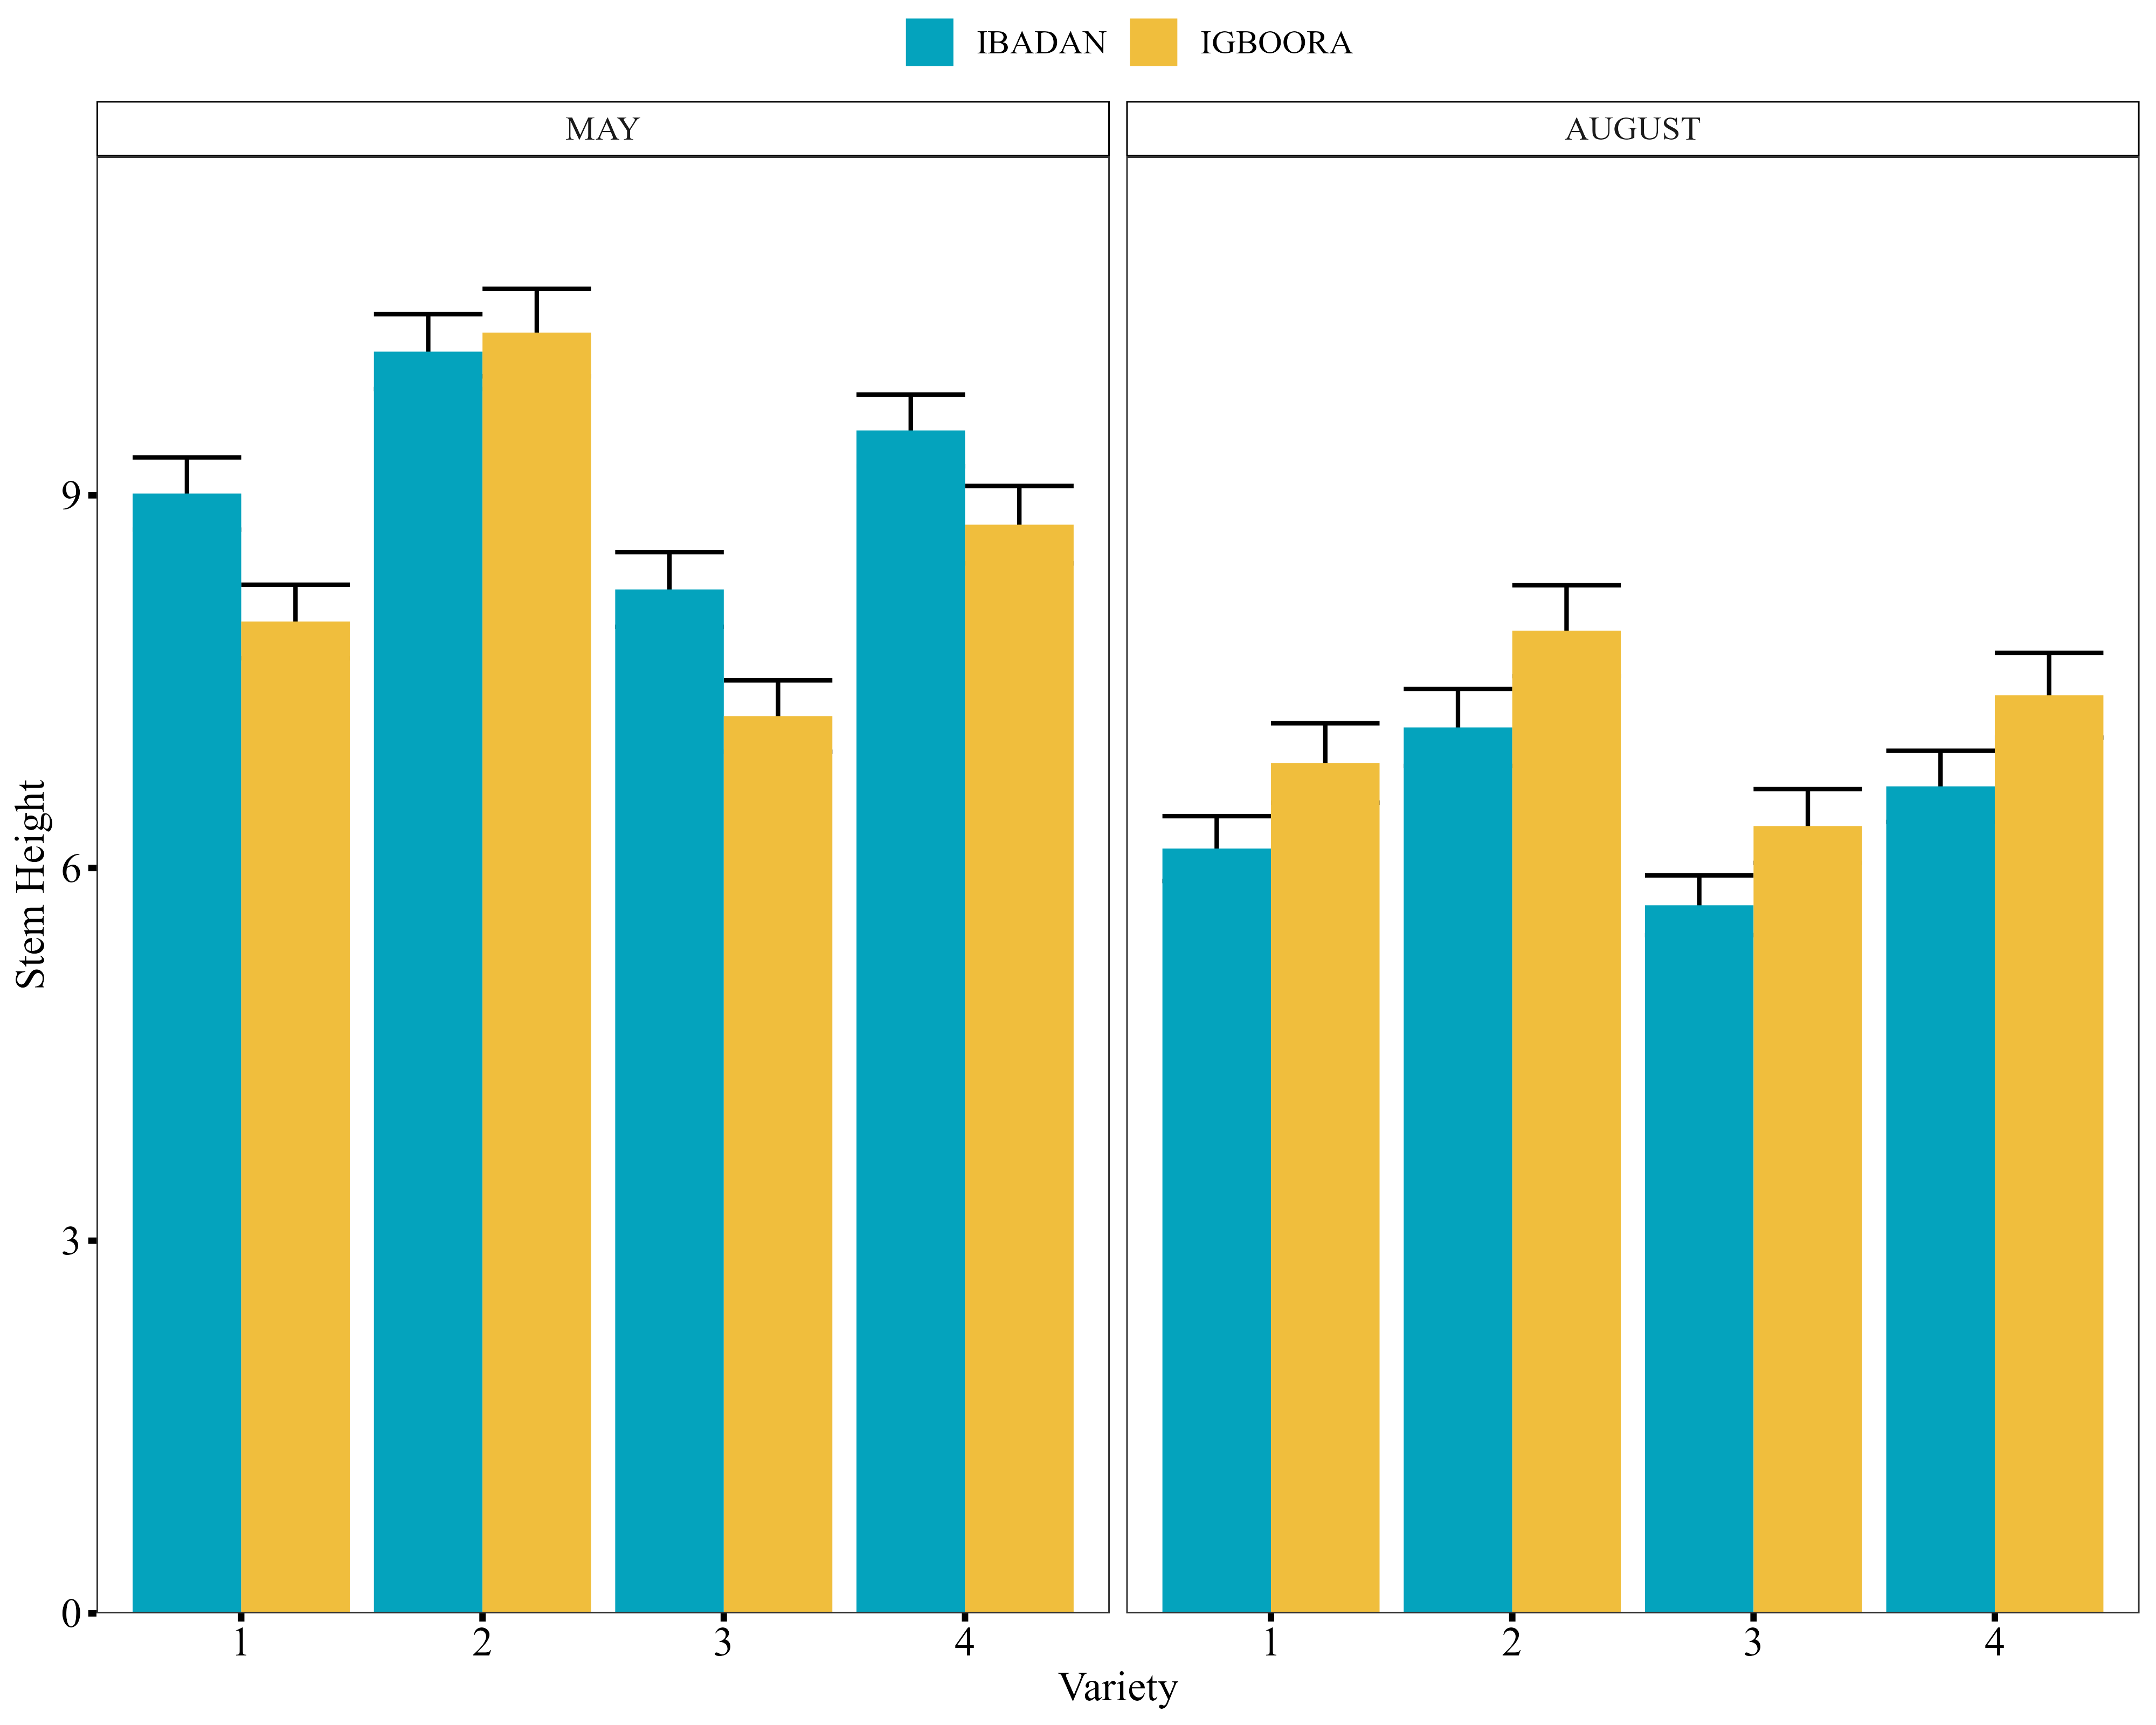 IBADAN IGBOORA
MAY AUGUST
9
6
3
0
Stem Height
1 2 3 4 1 2 3 4
Variety